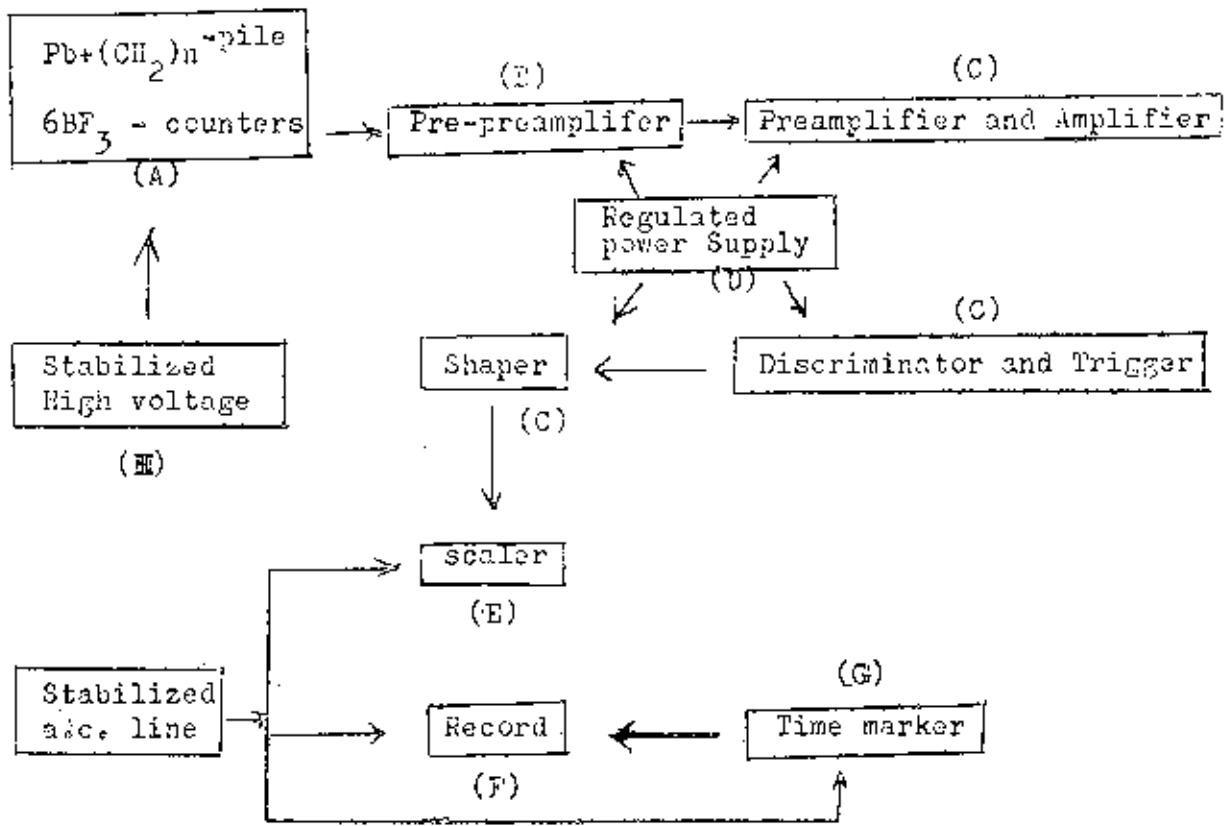 Pb+(CH2)n-pile
6BF3 - counters
(A)
(B)
Pre-preamplifer
(C)
Preamplifier and Amplifier
Regulated
power Supply
(D)
Stabilized
High voltage
(H)
Shaper
(C)
(C)
Discriminator and Trigger
scaler
(E)
Stabilized
a.c. line
Record
(F)
(G)
Time marker